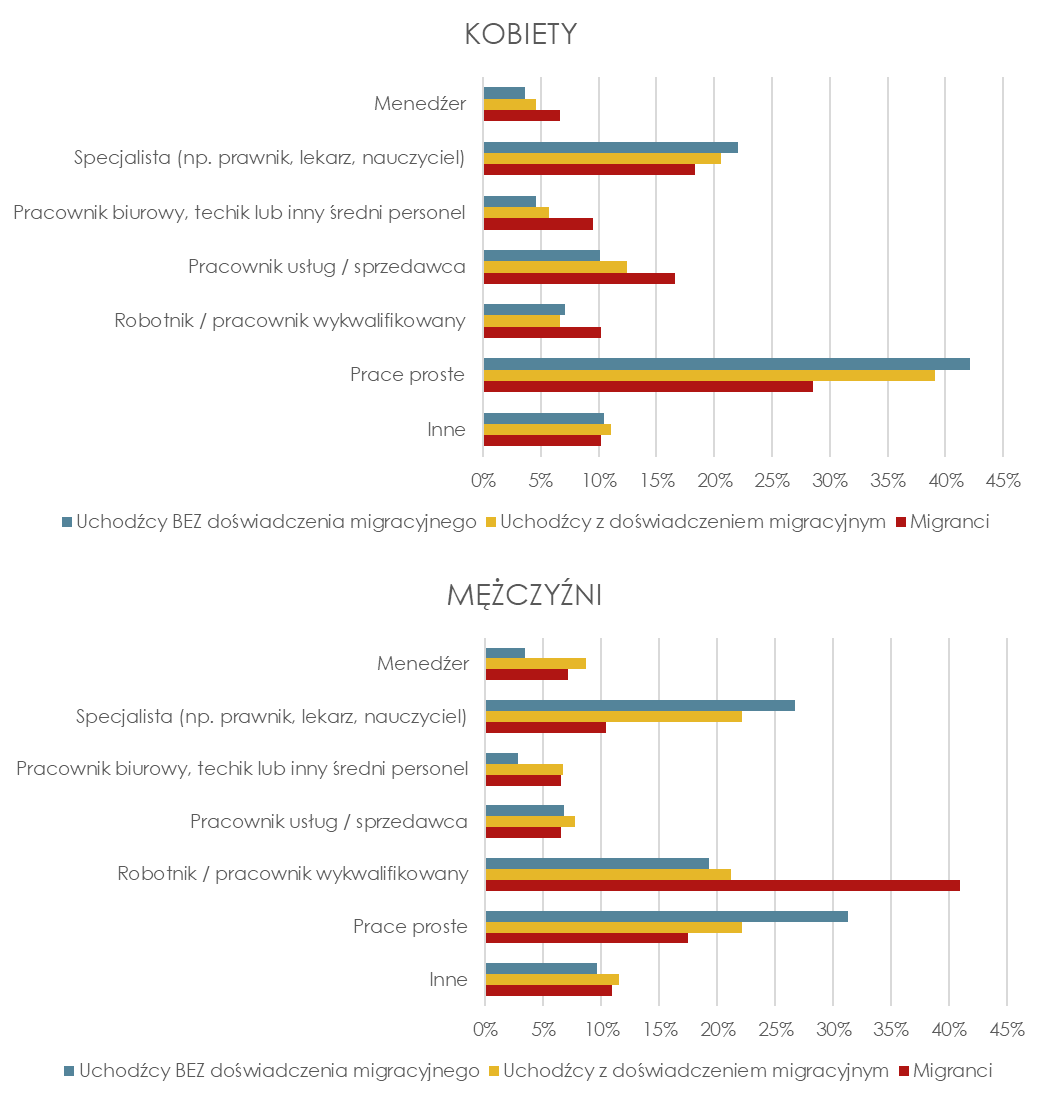 KOBIETY
Menedźer
Specjalista (np. prawnik, lekarz, nauczyciel)
Pracownik biurowy, techik lub inny średni personel
Pracownik usług / sprzedawca
Robotnik / pracownik wykwalifikowany
Prace proste
Inne
0% 5% 10% 15% 20% 25% 30% 35% 40% 45%
Uchodźcy BEZ doświadczenia migracyjnego Uchodźcy z doświadczeniem migracyjnym Migranci
MĘŻCZYŹNI
Menedźer
Specjalista (np. prawnik, lekarz, nauczyciel)
Pracownik biurowy, techik lub inny średni personel
Pracownik usług / sprzedawca
Robotnik / pracownik wykwalifikowany
Prace proste
Inne
0% 5% 10% 15% 20% 25% 30% 35% 40% 45%
Uchodźcy BEZ doświadczenia migracyjnego Uchodźcy z doświadczeniem migracyjnym Migranci